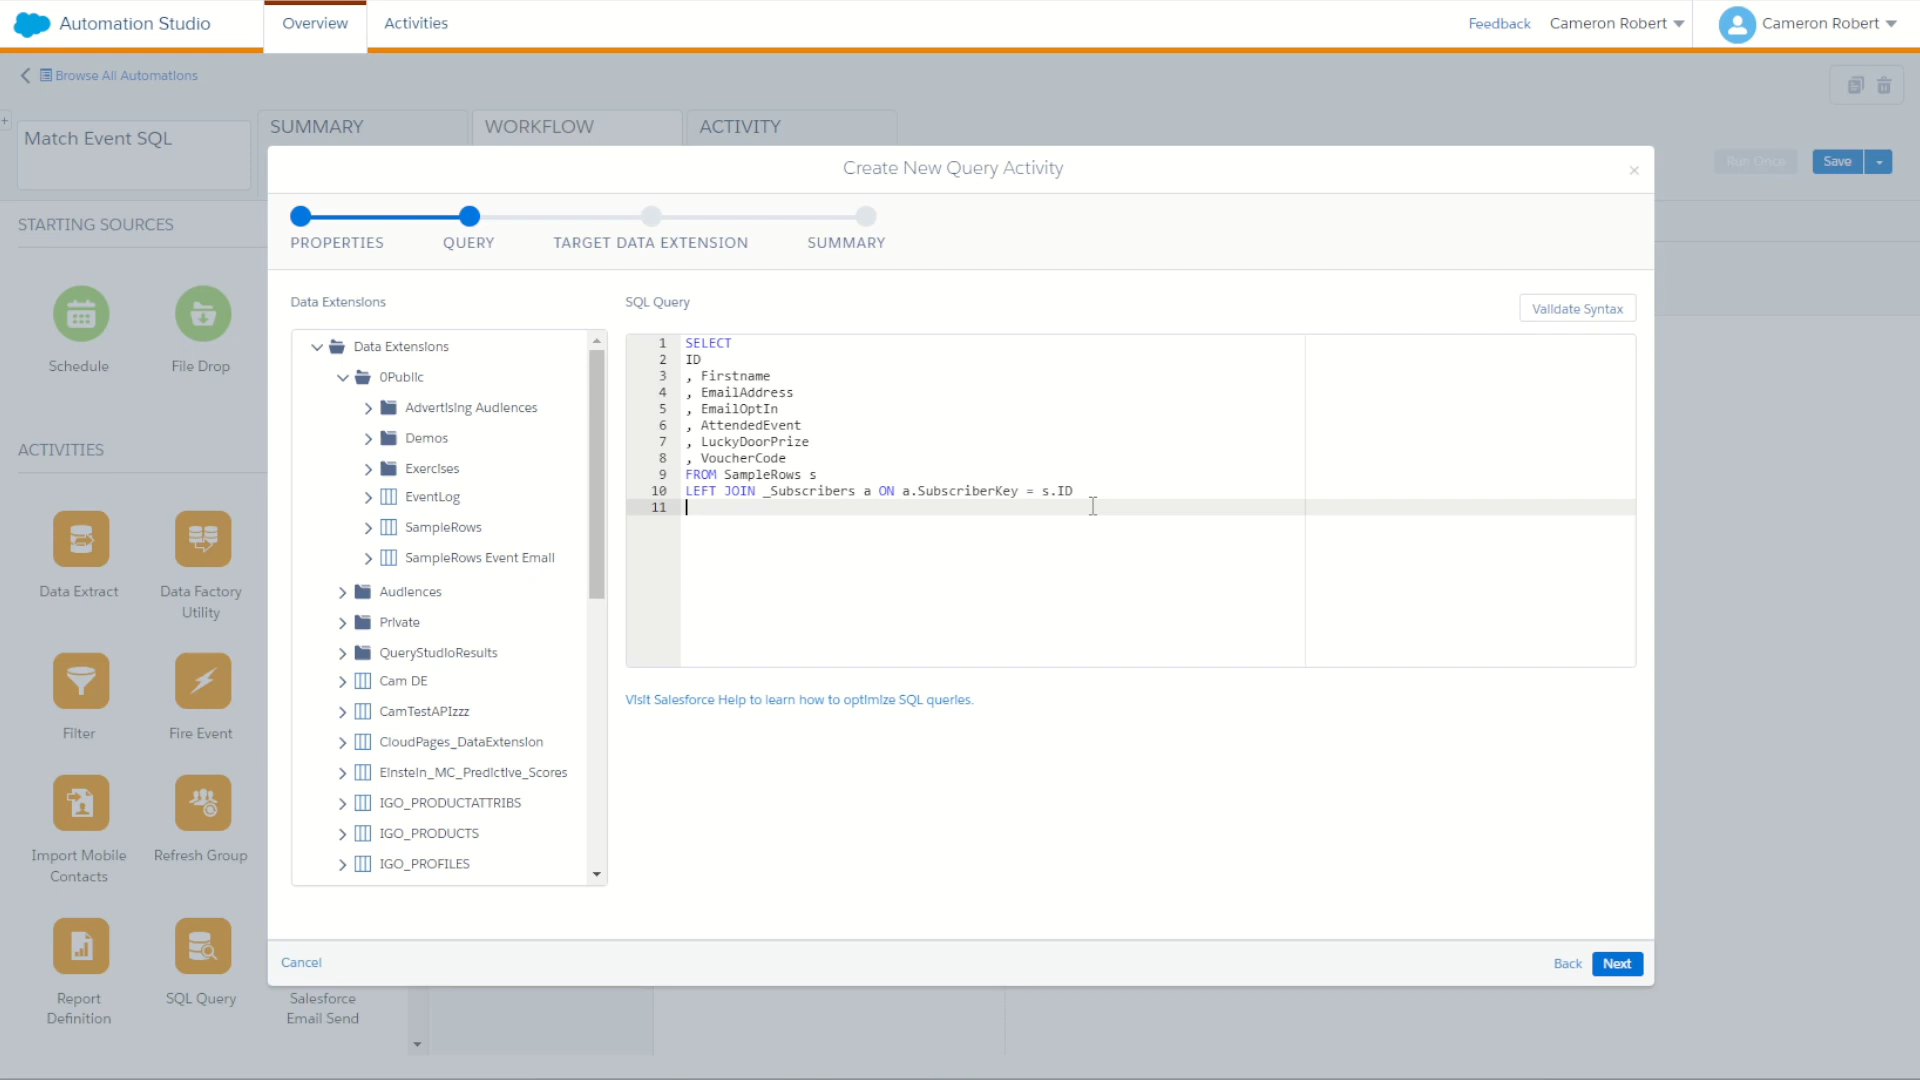 Automation Studio
Overview
Activities
Feedback
Cameron Robert
Cameron Robert
Browse All Automations
+
Match Event SQL
SUMMARY
WORKFLOW
ACTIVITY
Run Once
Save
STARTING SOURCES
Schedule
File Drop
ACTIVITIES
Data Extract
Data Factory
Utility
Filter
Fire Event
Import Mobile
Contacts
Refresh Group
Report
Definition
SQL Query
Salesforce
Email Send
Create New Query Activity
×
PROPERTIES
QUERY
TARGET DATA EXTENSION
SUMMARY
Data Extensions
Data Extensions
0Public
Advertising Audiences
Demos
Exercises
EventLog
SampleRows
SampleRows Event Email
Audiences
Private
QueryStudioResults
Cam DE
CamTestAPIzzz
CloudPages_DataExtension
Einstein_MC_Predictive_Scores
IGO_PRODUCTATTRIBS
IGO_PRODUCTS
IGO_PROFILES
SQL Query
Validate Syntax
1 SELECT
2 ID
3 , Firstname
4 , EmailAddress
5 , EmailOptIn
6 , AttendedEvent
7 , LuckyDoorPrize
8 , VoucherCode
9 FROM SampleRows s
10 LEFT JOIN _Subscribers a ON a.SubscriberKey = s.ID
11
Visit Salesforce Help to learn how to optimize SQL queries.
Cancel
Back
Next